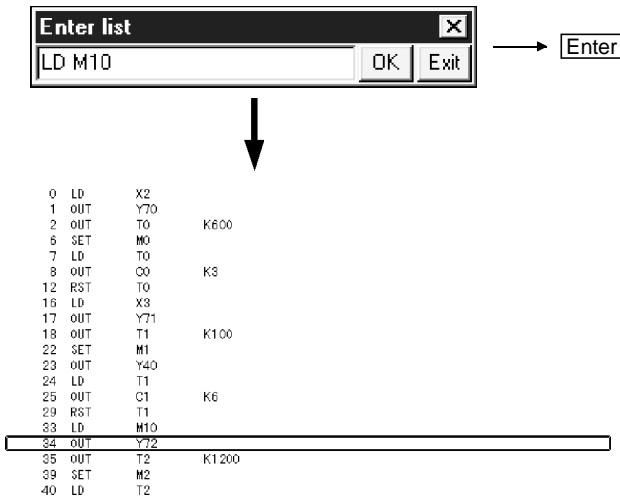 Enter list
LD M10 OK Exit
Enter
0 LD X2
1 OUT Y70
2 OUT T0 K600
6 SET M0
7 LD T0
8 OUT C0 K3
12 RST T0
16 LD X3
17 OUT Y71
18 OUT T1 K100
22 SET M1
23 OUT Y40
24 LD T1
25 OUT C1 K6
29 RST T1
33 LD M10
34 OUT Y72
35 OUT T2 K1200
39 SET M2
40 LD T2